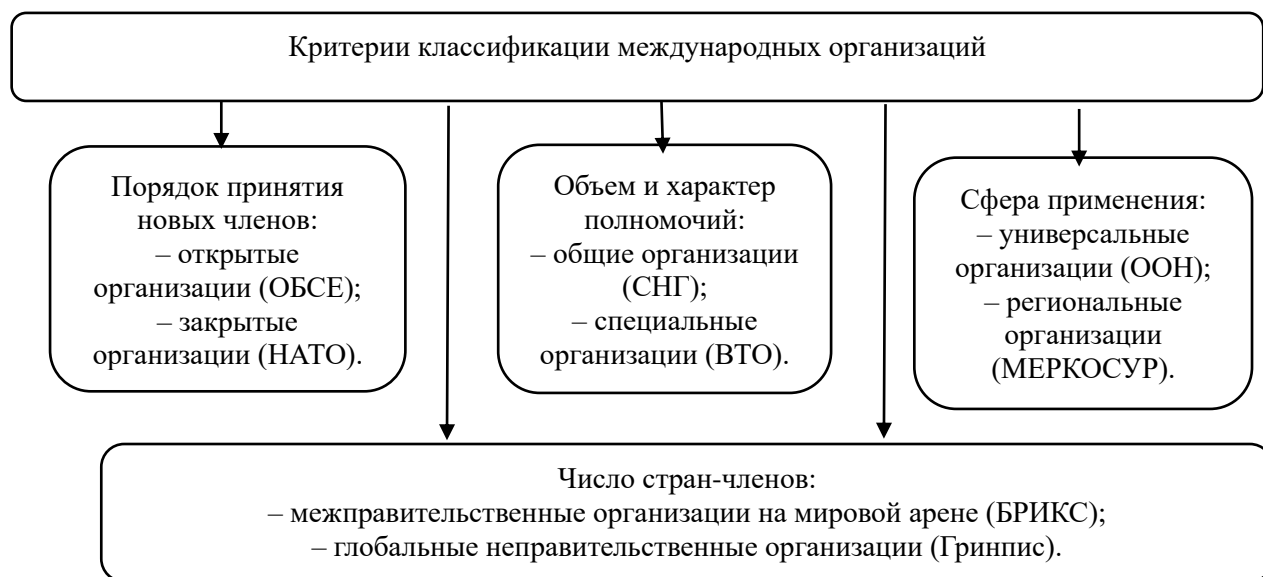 Критерии классификации международных организаций
Порядок принятия
новых членов:
– открытые
организации (ОБСЕ);
– закрытые
организации (НАТО).
Объем и характер
полномочий:
– общие организации
(СНГ);
– специальные
организации (ВТО).
Сфера применения:
– универсальные
организации (ООН);
– региональные
организации
(МЕРКОСУР).
Число стран-членов:
– межправительственные организации на мировой арене (БРИКС);
– глобальные неправительственные организации (Гринпис).